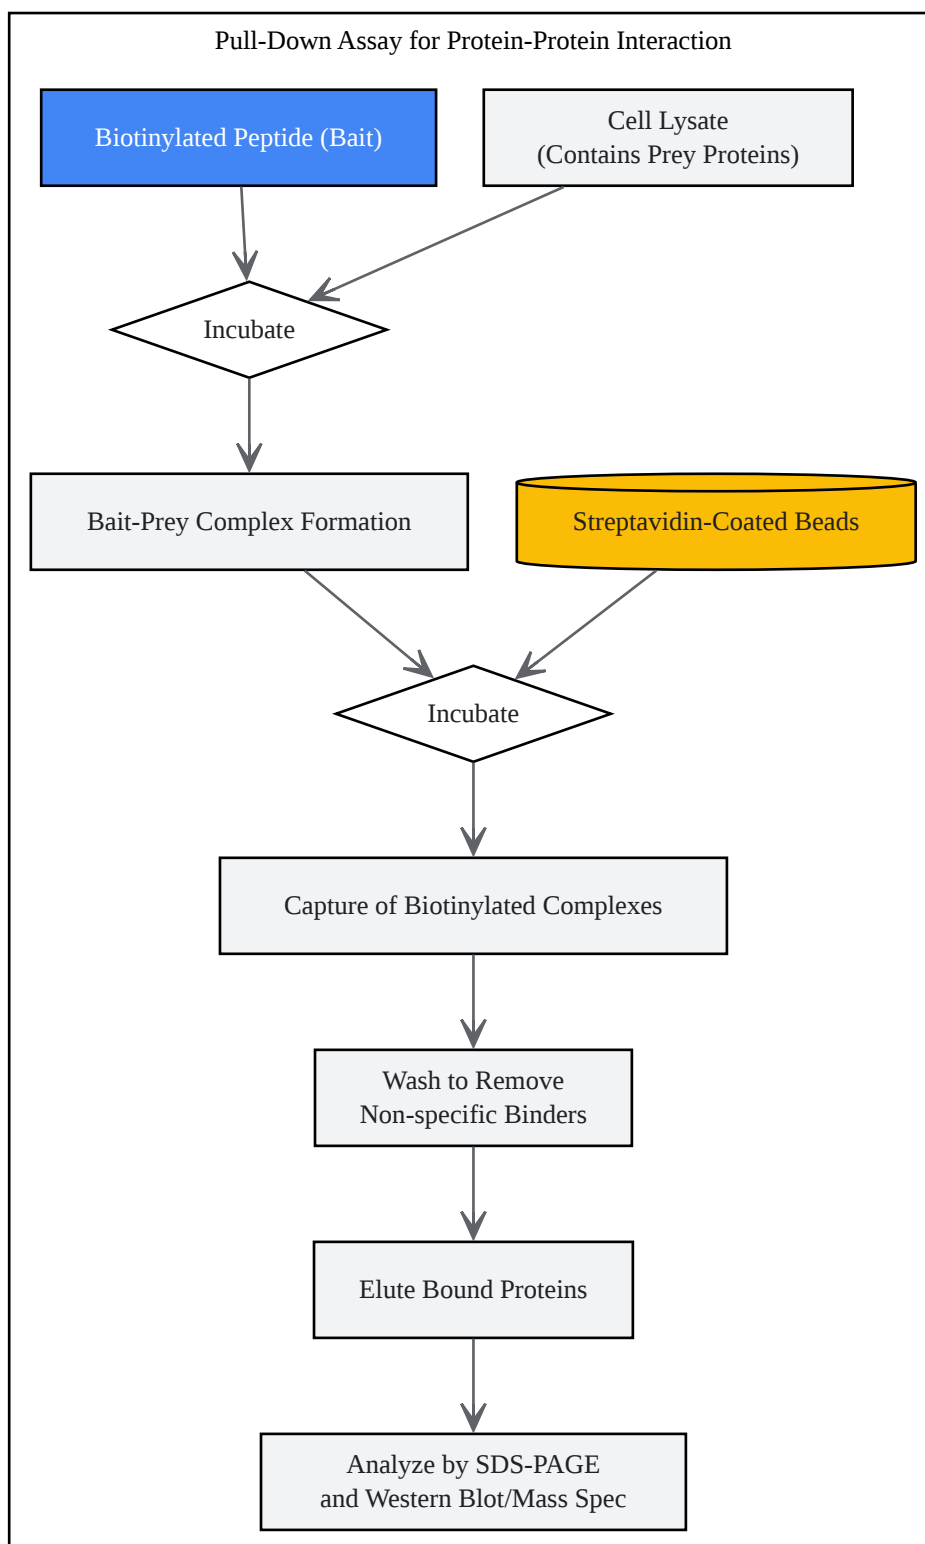 Pull-Down Assay for Protein-Protein Interaction
Biotinylated Peptide (Bait)
Cell Lysate
(Contains Prey Proteins)
Incubate
Bait-Prey Complex Formation
Streptavidin-Coated Beads
Incubate
Capture of Biotinylated Complexes
Wash to Remove
Non-specific Binders
Elute Bound Proteins
Analyze by SDS-PAGE
and Western Blot/Mass Spec